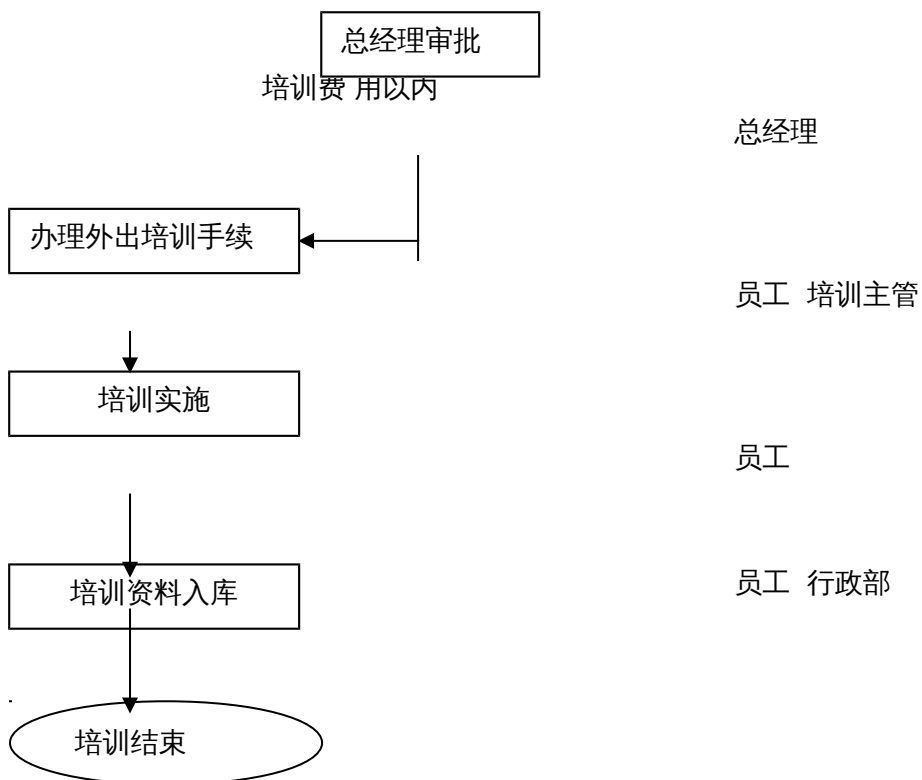 总经理审批
培训费 用以内
总经理
办理外出培训手续
员工 培训主管
培训实施
员工
员工 行政部
培训资料入库
培训结束